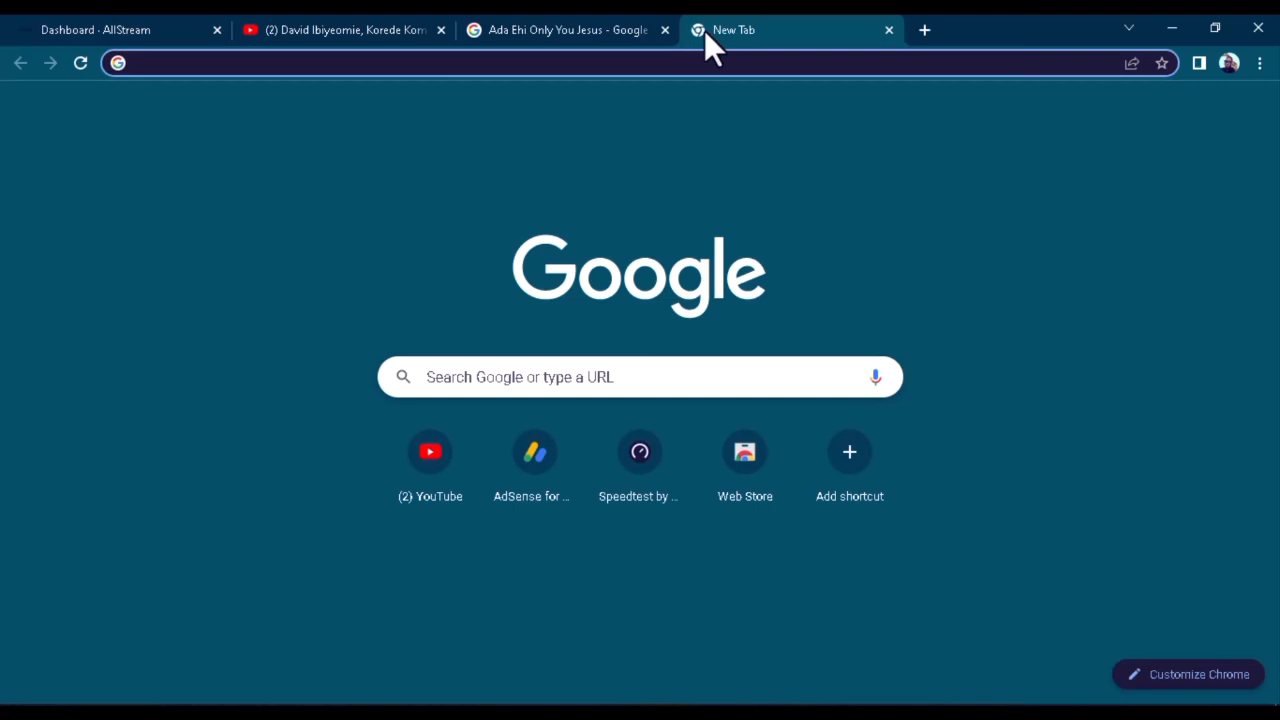 Dashboard · AllStream
(2) David Ibiyeomie, Korede Kom
Ada Ehi Only You Jesus - Google
New Tab
Google
Search Google or type a URL
(2) YouTube
AdSense for ...
Speedtest by ...
Web Store
Add shortcut
Customize Chrome